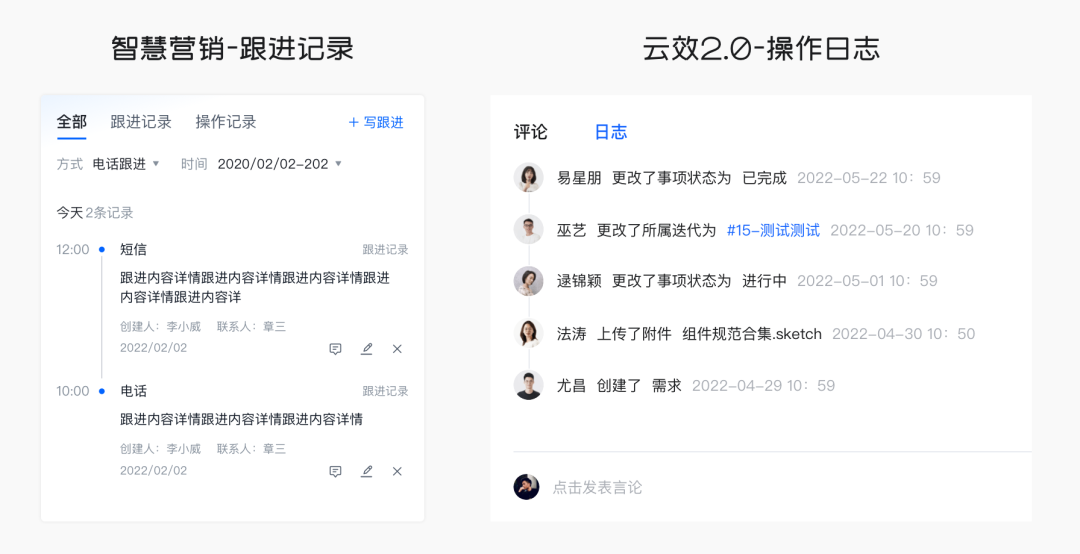 智慧营销-跟进记录
全部 跟进记录 操作记录 + 写跟进
方式 电话跟进 时间 2020/02/02-202
今天2条记录
12:00 短信 跟进记录
跟进内容详情跟进内容详情跟进内容详情跟进
内容详情跟进内容详
创建人：李小威 联系人：章三
2022/02/02
10:00 电话 跟进记录
跟进内容详情跟进内容详情跟进内容详情
创建人：李小威 联系人：章三
2022/02/02
云效2.0-操作日志
评论 日志
易星朋 更改了事项状态为 已完成 2022-05-22 10：59
巫艺 更改了所属迭代为 #15-测试测试 2022-05-20 10：59
逯锦颖 更改了事项状态为 进行中 2022-05-01 10：59
法涛 上传了附件 组件规范合集.sketch 2022-04-30 10：50
尤昌 创建了 需求 2022-04-29 10：59
点击发表言论